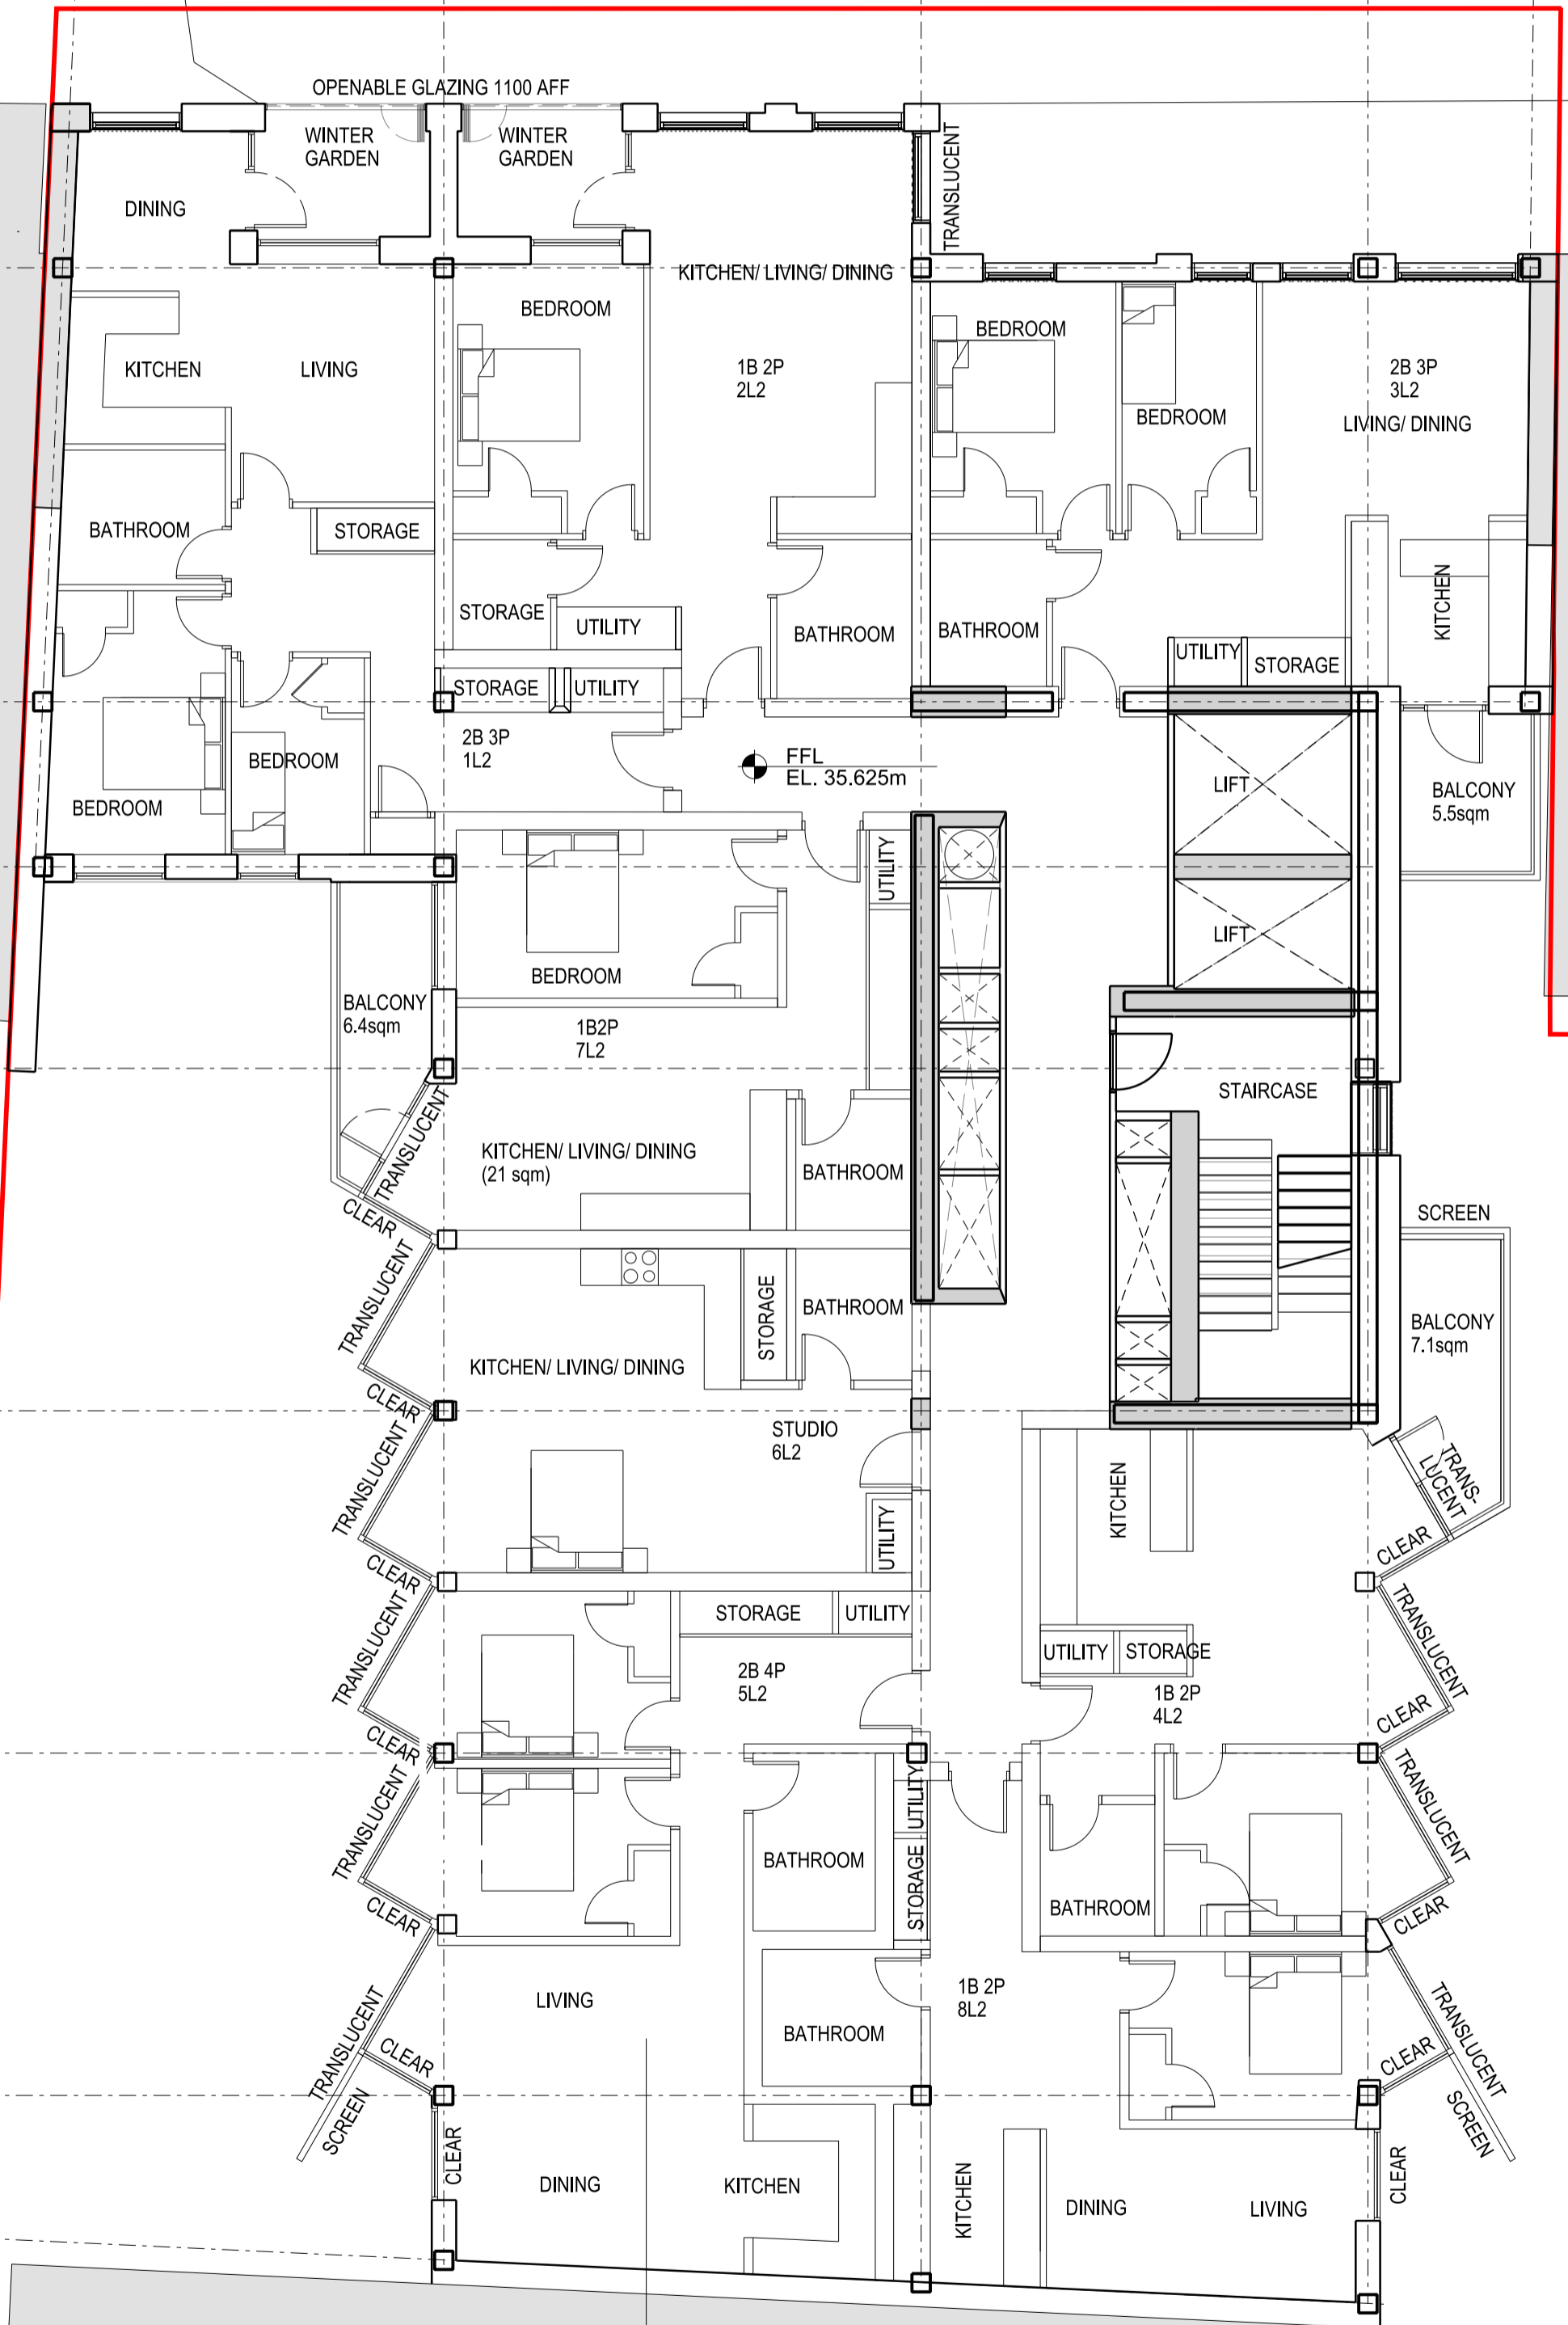 OPENABLE GLAZING 1100 AFF
WINTER
GARDEN
WINTER
GARDEN
TRANSLUCENT
DINING
KITCHEN/ LIVING/ DINING
BEDROOM
BEDROOM
KITCHEN
LIVING
1B 2P
2L2
2B 3P
3L2
BEDROOM
LIVING/ DINING
BATHROOM
STORAGE
STORAGE
UTILITY
BATHROOM
BATHROOM
KITCHEN
UTILITY
STORAGE
STORAGE
UTILITY
2B 3P
1L2
BEDROOM
BEDROOM
FFL
EL. 35.625m
LIFT
BALCONY
5.5sqm
UTILITY
LIFT
BEDROOM
BALCONY
6.4sqm
1B2P
7L2
STAIRCASE
TRANSLUCENT
KITCHEN/ LIVING/ DINING
(21 sqm)
BATHROOM
CLEAR
SCREEN
TRANSLUCENT
STORAGE
BATHROOM
BALCONY
7.1sqm
KITCHEN/ LIVING/ DINING
CLEAR
STUDIO
6L2
TRANS-
LUCENT
KITCHEN
TRANSLUCENT
UTILITY
CLEAR
CLEAR
TRANSLUCENT
STORAGE
UTILITY
TRANSLUCENT
UTILITY
STORAGE
2B 4P
5L2
1B 2P
4L2
CLEAR
CLEAR
TRANSLUCENT
UTILITY
TRANSLUCENT
BATHROOM
STORAGE
BATHROOM
CLEAR
CLEAR
LIVING
1B 2P
8L2
TRANSLUCENT
BATHROOM
TRANSLUCENT
CLEAR
CLEAR
SCREEN
SCREEN
CLEAR
CLEAR
DINING
KITCHEN
KITCHEN
DINING
LIVING